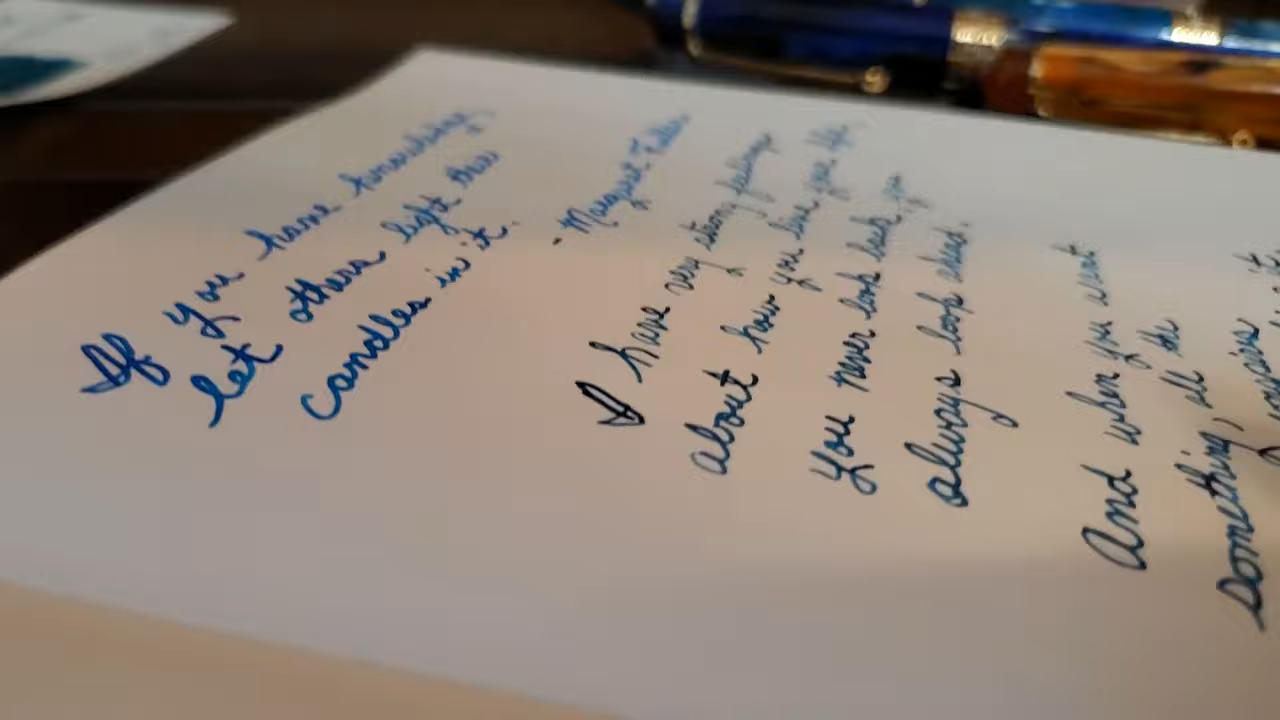 If you have knowledge,
let others light their
candles in it.
- Margaret Fuller
I have very strong feelings
about how you live your life.
You never look back, you
always look ahead.
And when you want
something, all the
in
it